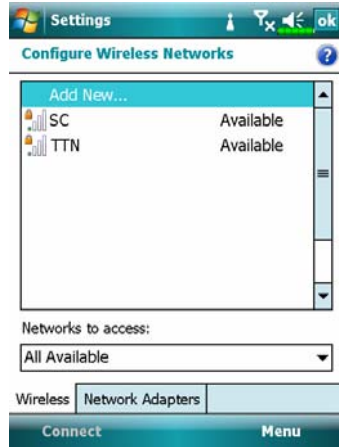 Settings ok
Configure Wireless Networks ?
Add New...
SC Available
TTN Available
Networks to access:
All Available
Wireless Network Adapters
Connect Menu